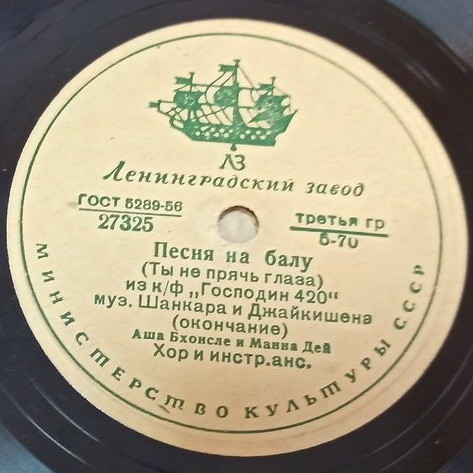 ЛЗ
Ленинградский завод
ГОСТ 5289-56
27325
третья гр
6-70
Песня на балу
(Ты не прячь глаза)
из к/ф „Господин 420“
муз. Шанкара и Джайкишена
(окончание)
Аша Бхонсле и Манна Дей
Хор и инстр.анс.
МИНИСТЕРСТВО КУЛЬТУРЫ СССР